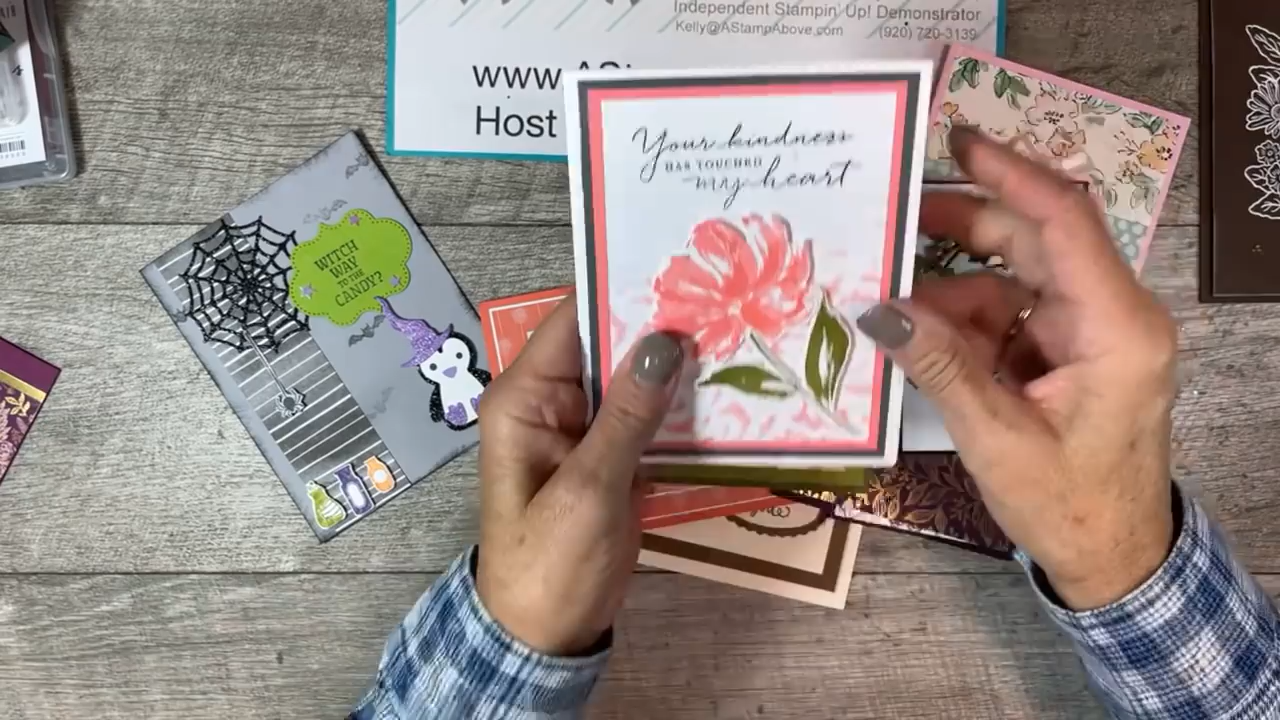 Independent Stampin' Up! Demonstrator
Kelly@AStampAbove.com (920) 720-3139
www.
Host
Your kindness
HAS TOUCHED
my heart
WITCH
WAY
TO THE
CANDY?